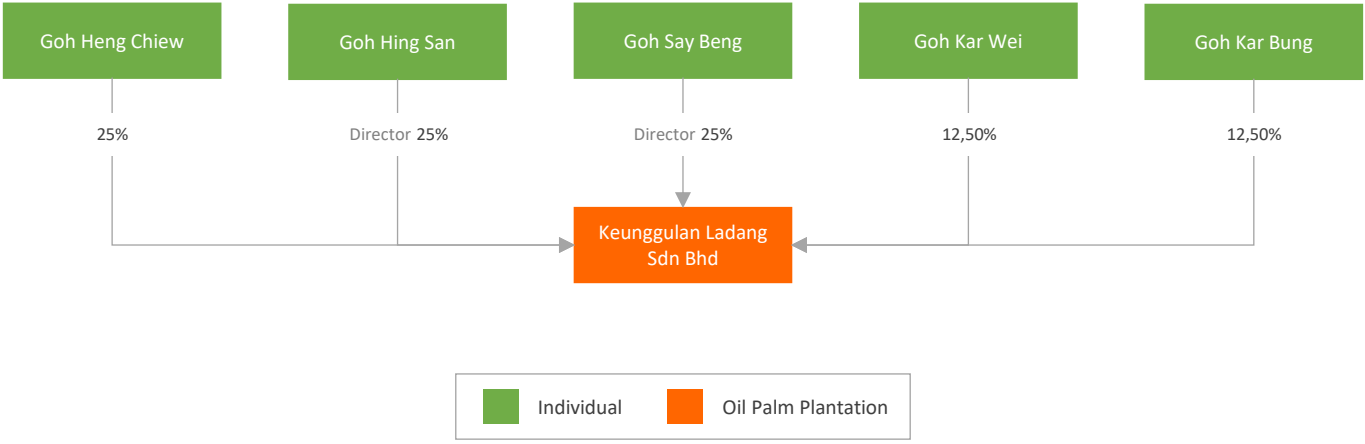 Goh Heng Chiew
Goh Hing San
Goh Say Beng
Goh Kar Wei
Goh Kar Bung
25%
Director 25%
Director 25%
12,50%
12,50%
Keunggulan Ladang
Sdn Bhd
Individual
Oil Palm Plantation